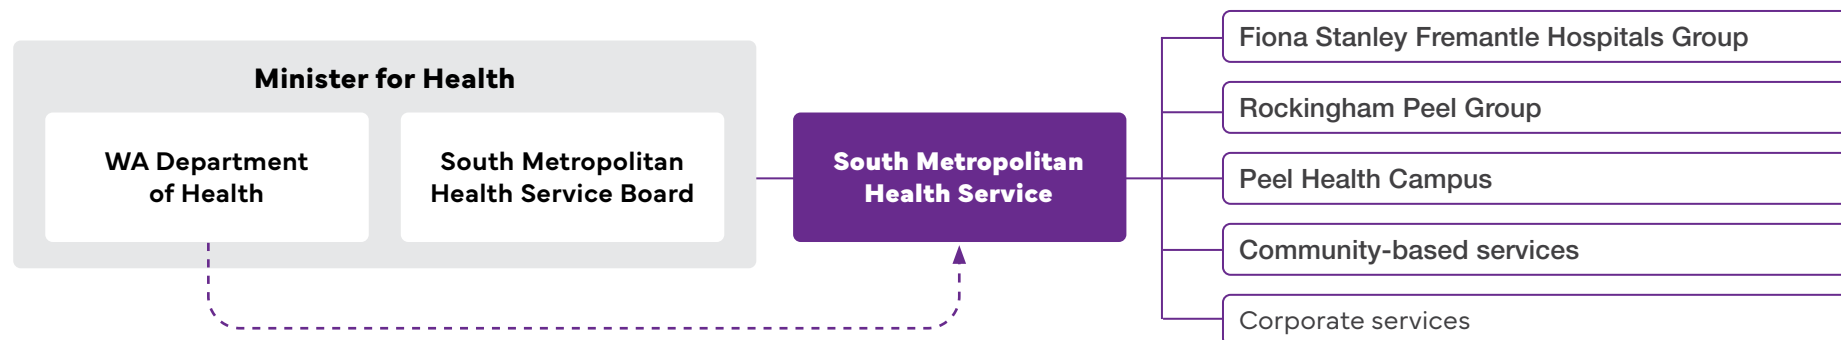 Minister for Health
WA Department
of Health
South Metropolitan
Health Service Board
South Metropolitan
Health Service
Fiona Stanley Fremantle Hospitals Group
Rockingham Peel Group
Peel Health Campus
Community-based services
Corporate services